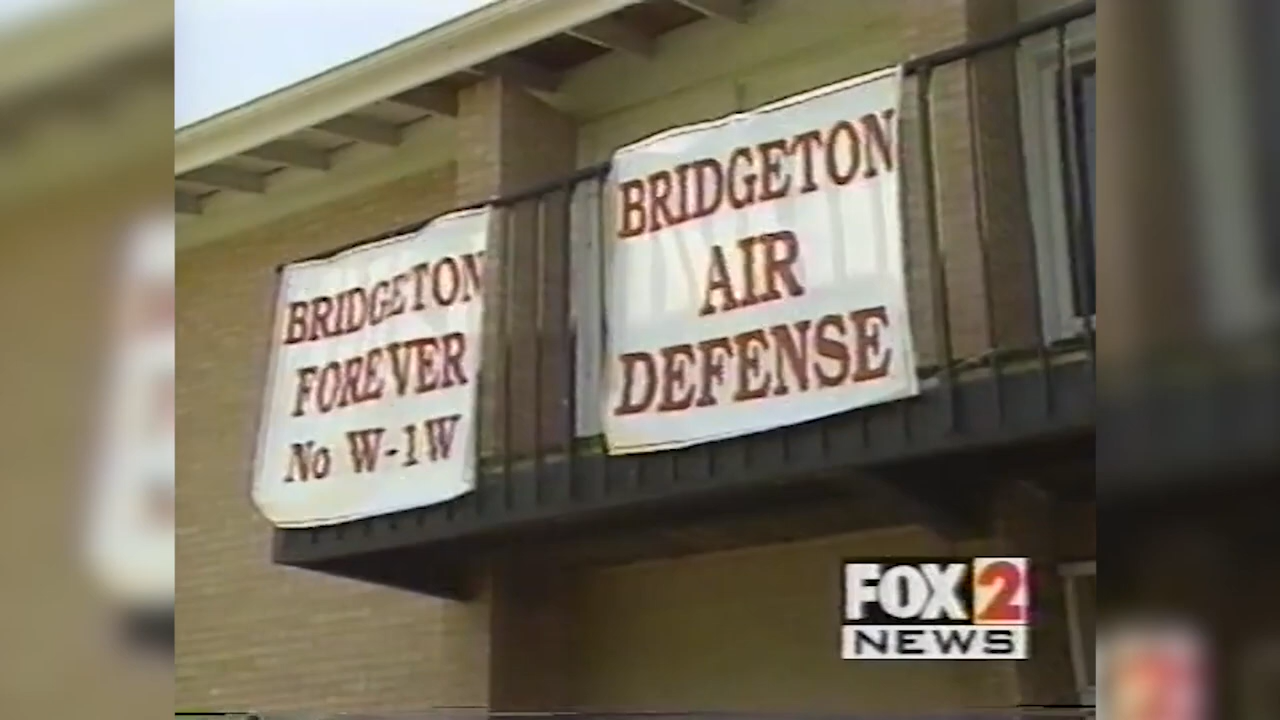 BRIDGETON
FOREVER
No W-1W
BRIDGETON
AIR
DEFENSE
FOX 2
NEWS